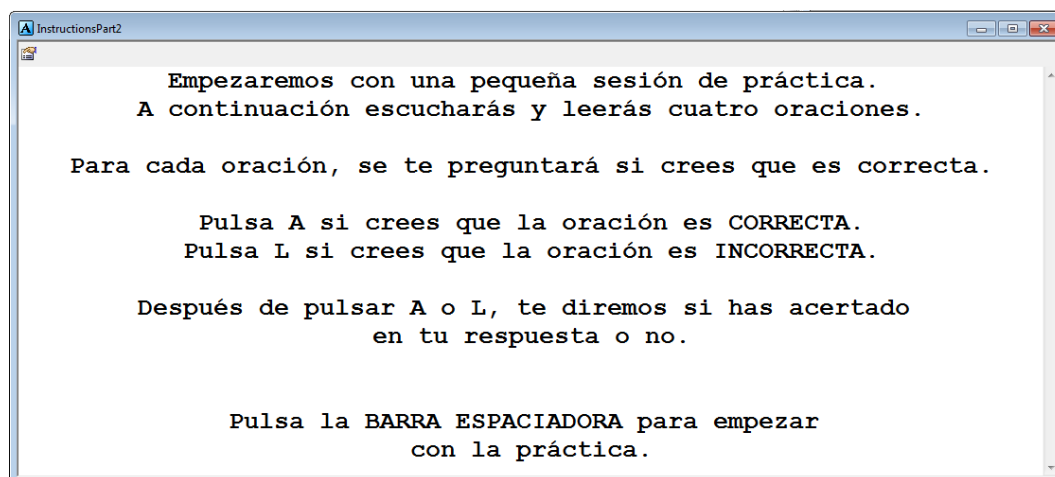 InstructionsPart2
Empezaremos con una pequeña sesión de práctica.
A continuación escucharás y leerás cuatro oraciones.
Para cada oración, se te preguntará si crees que es correcta.
Pulsa A si crees que la oración es CORRECTA.
Pulsa L si crees que la oración es INCORRECTA.
Después de pulsar A o L, te diremos si has acertado
en tu respuesta o no.
Pulsa la BARRA ESPACIADORA para empezar
con la práctica.